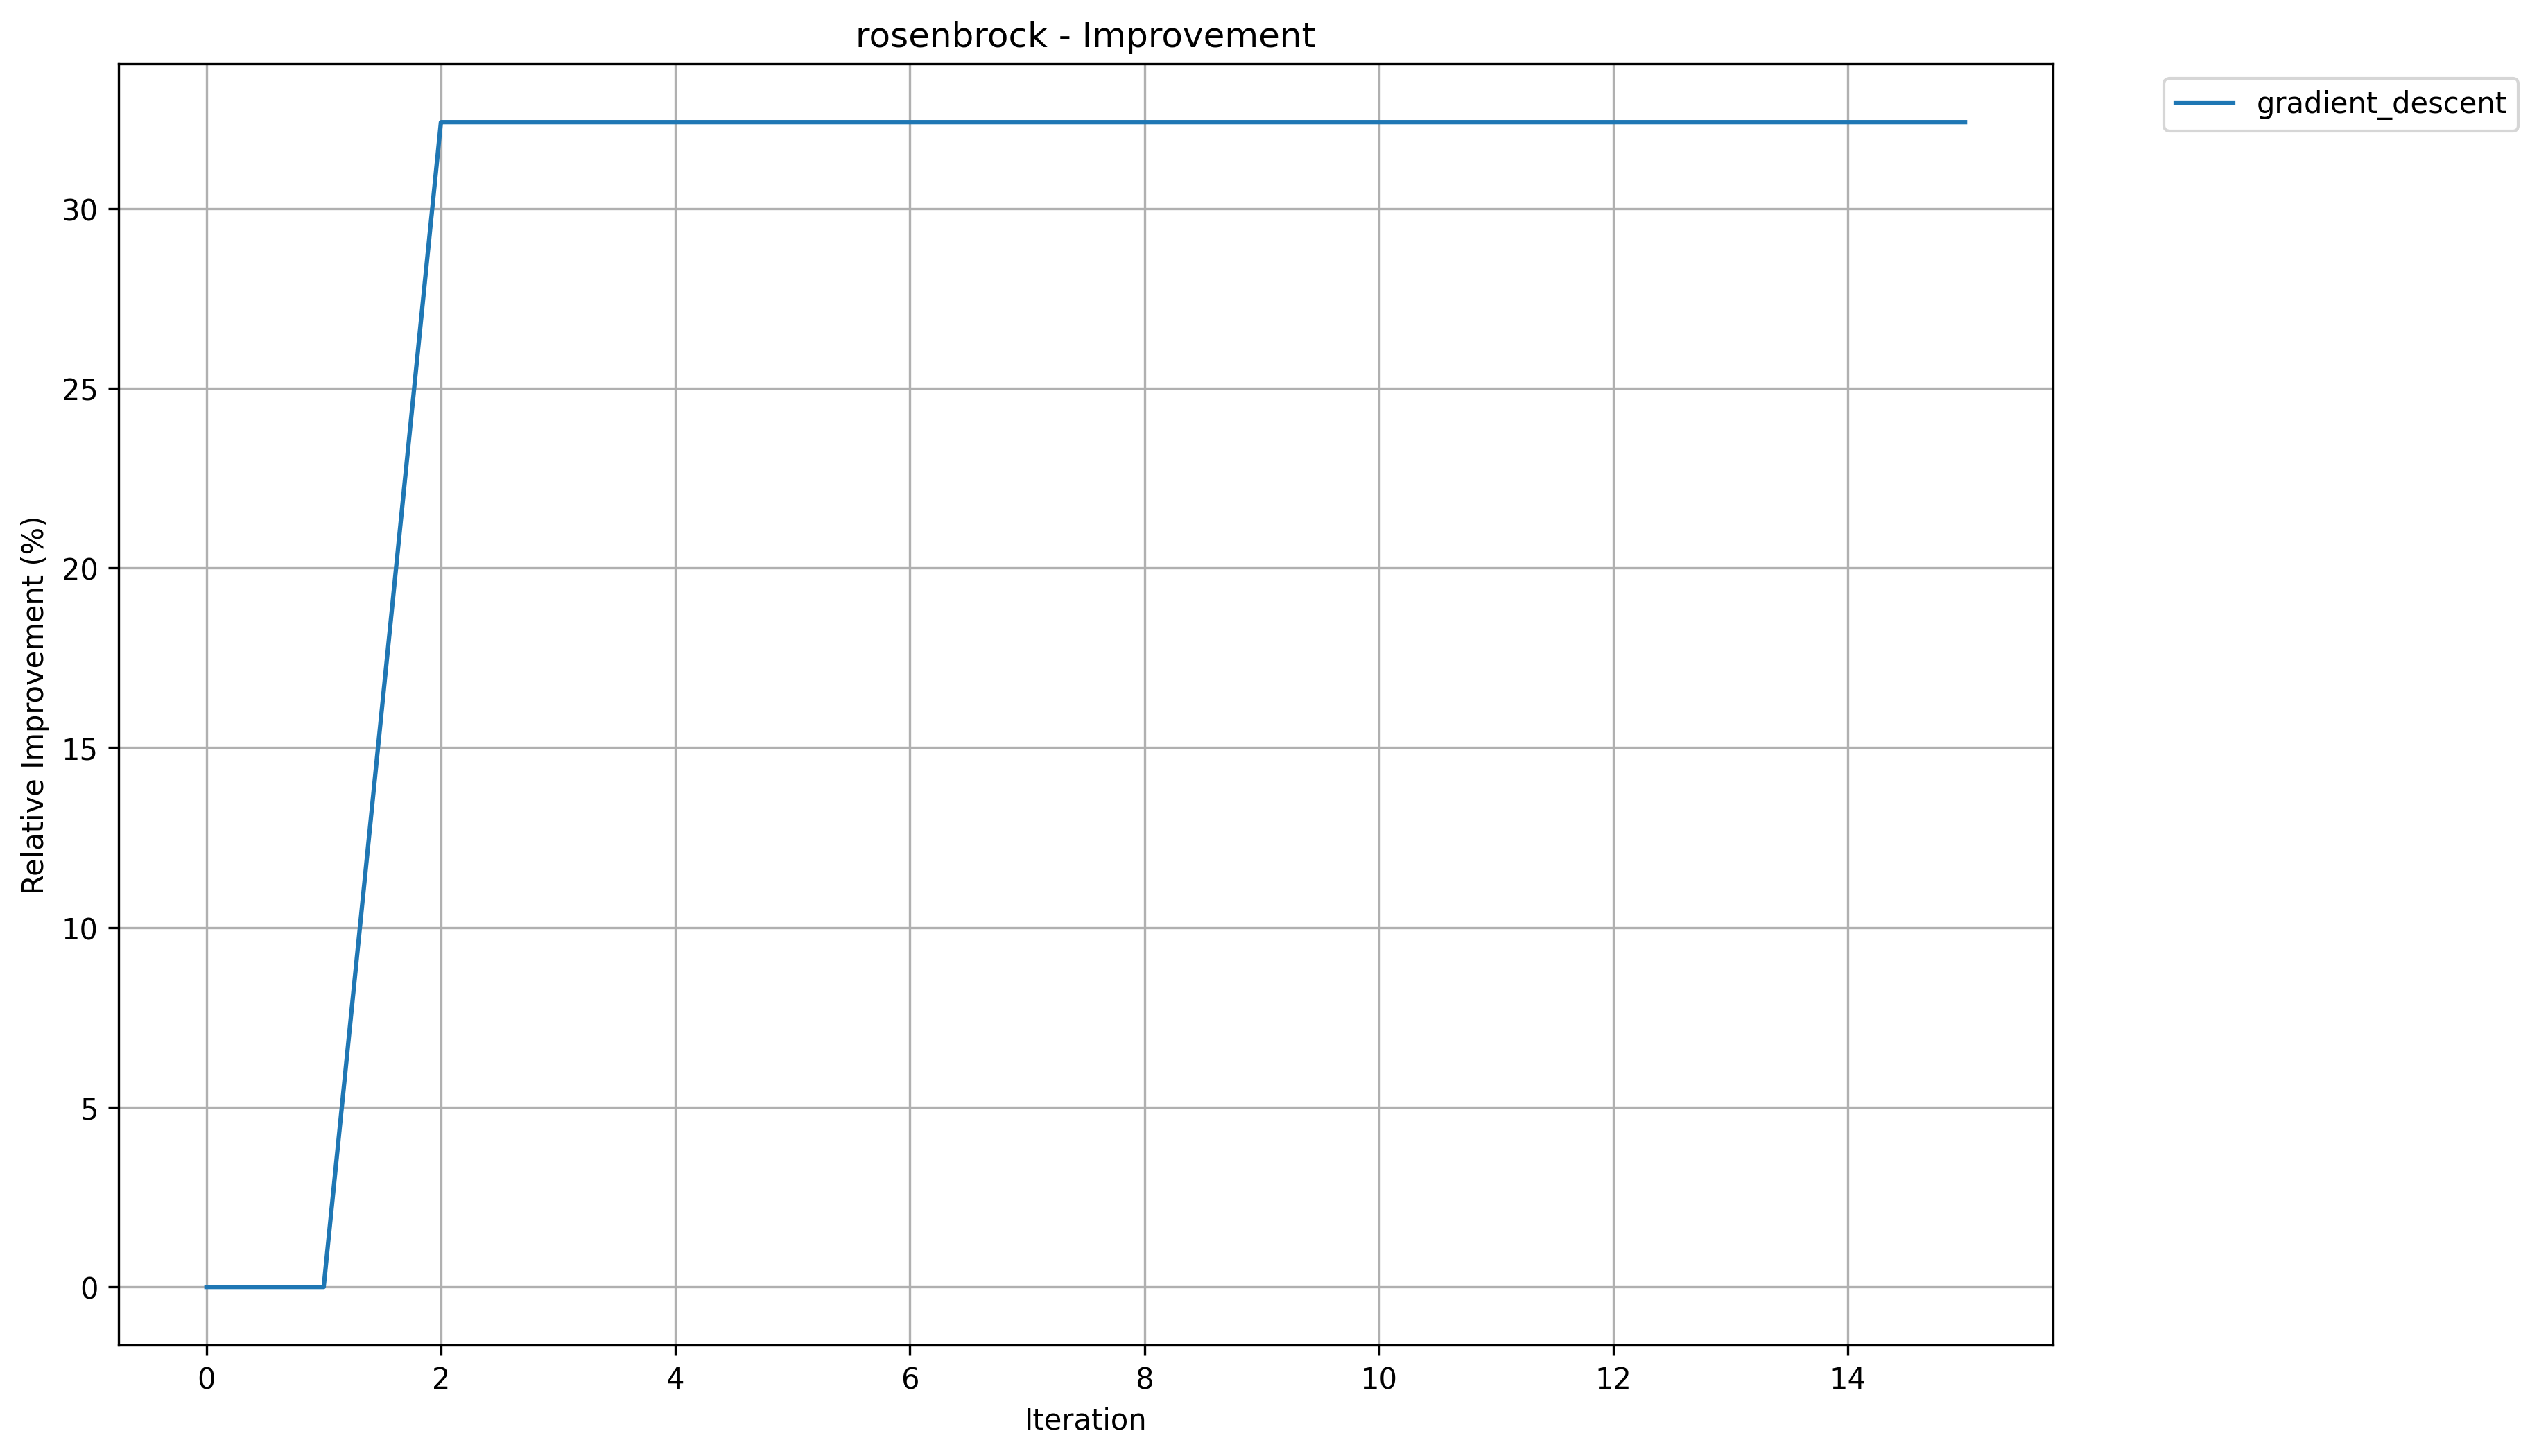 rosenbrock - Improvement
gradient_descent
Relative Improvement (%)
30
25
20
15
10
5
0
0 2 4 6 8 10 12 14
Iteration